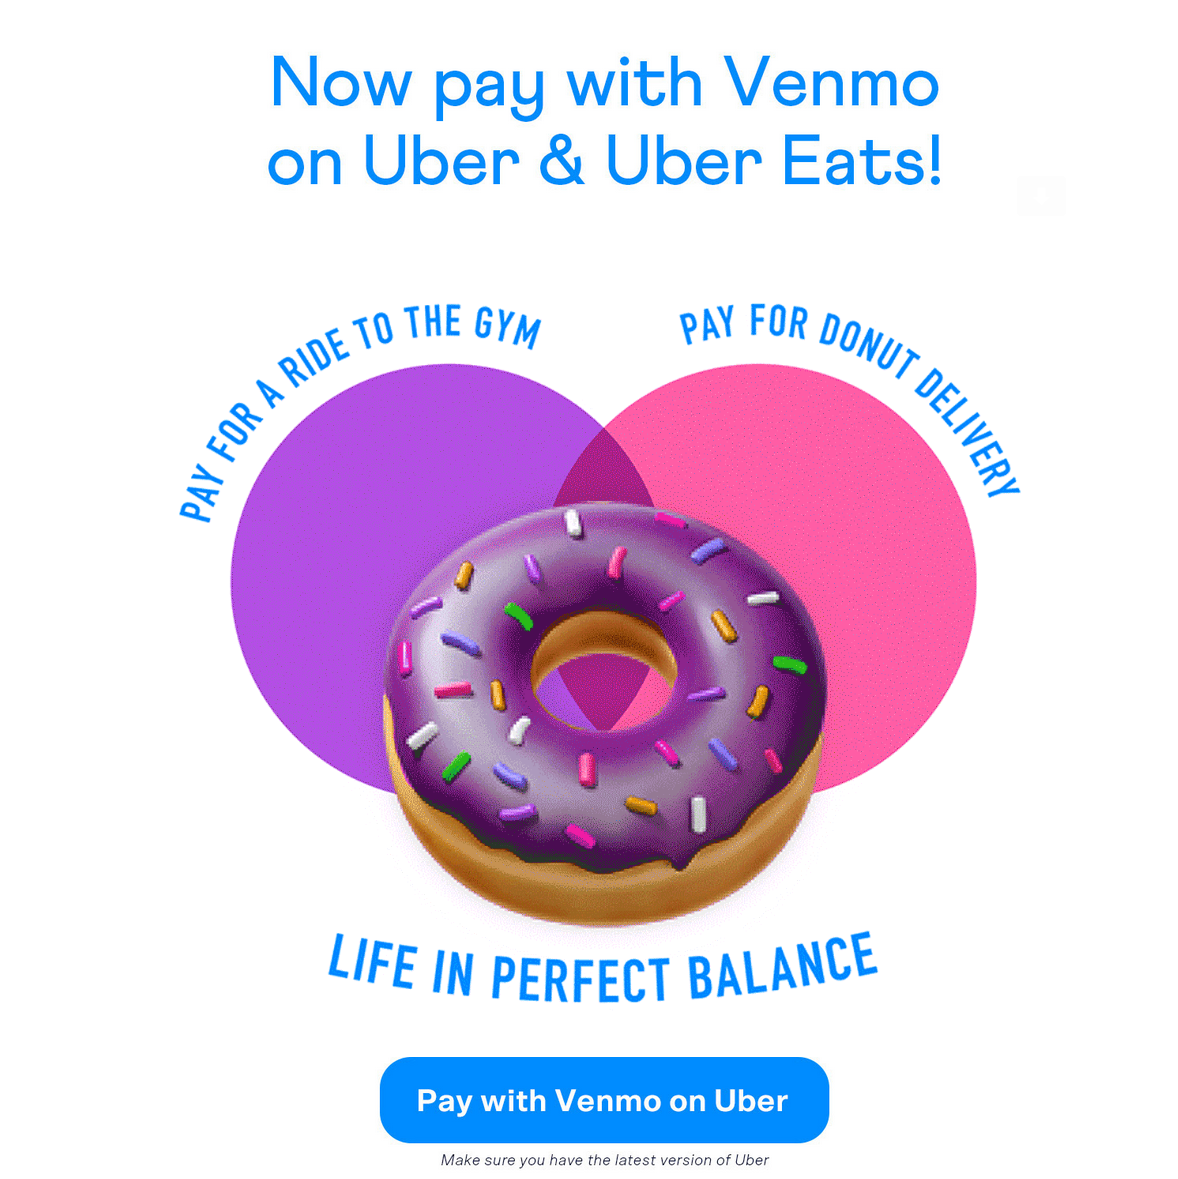 Now pay with Venmo
on Uber & Uber Eats!
PAY FOR A RIDE TO THE GYM
PAY FOR DONUT DELIVERY
LIFE IN PERFECT BALANCE
Pay with Venmo on Uber
Make sure you have the latest version of Uber